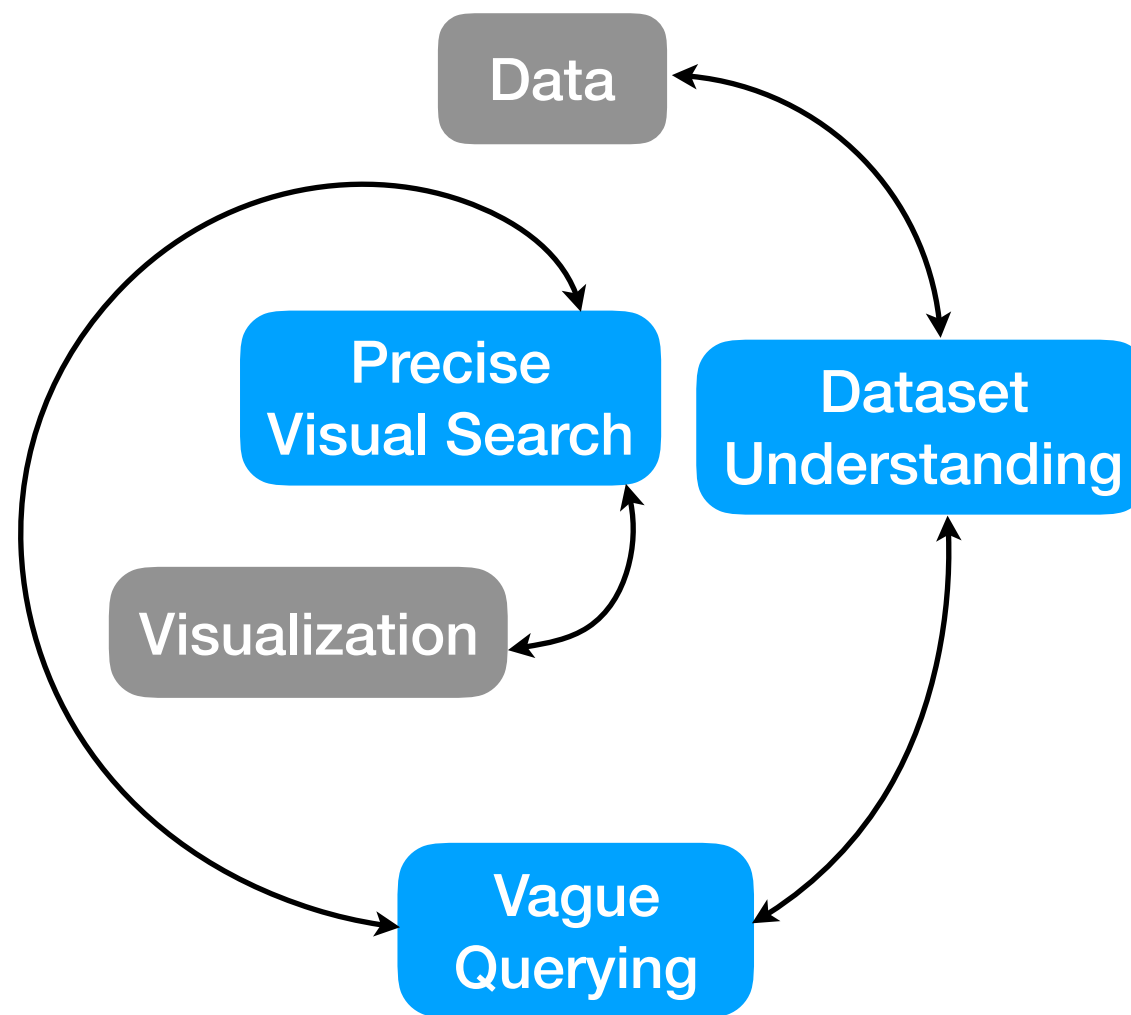 Data
Precise
Visual Search
Dataset
Understanding
Visualization
Vague
Querying